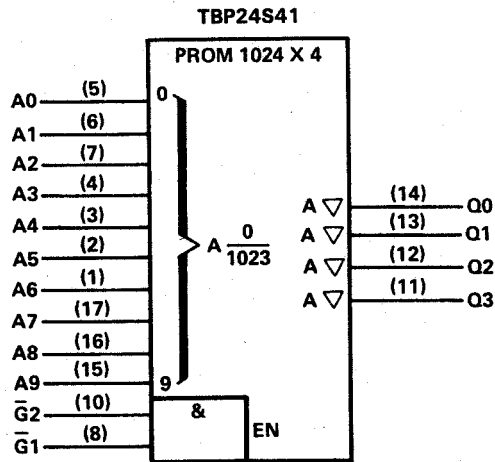 TBP24S41
PROM 1024 X 4
A0 (5) 0
A1 (6)
A2 (7)
A3 (4)
A4 (3)
A5 (2)
A6 (1)
A7 (17)
A8 (16)
A9 (15) 9
G̅2 (10)
G̅1 (8)
A 0/1023
& EN
A ▽ (14) Q0
A ▽ (13) Q1
A ▽ (12) Q2
A ▽ (11) Q3